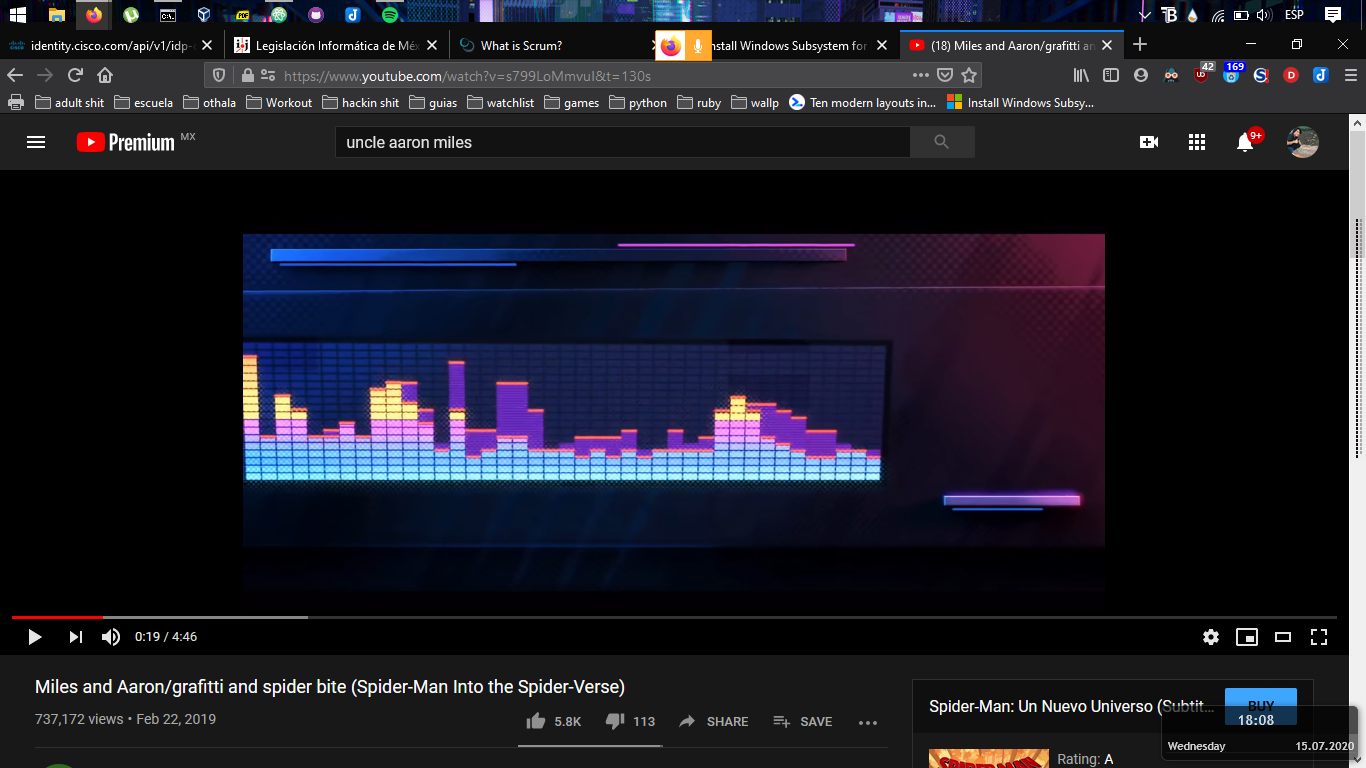 ESP
identity.cisco.com/api/v1/idp-
Legislación Informática de Méx
What is Scrum?
nstall Windows Subsystem for
(18) Miles and Aaron/grafitti an
https://www.youtube.com/watch?v=s799LoMmvuI&t=130s
42
169
adult shit
escuela
othala
Workout
hackin shit
guias
watchlist
games
python
ruby
wallp
Ten modern layouts in...
Install Windows Subsy...
Premium MX
uncle aaron miles
9+
0:19 / 4:46
Miles and Aaron/grafitti and spider bite (Spider-Man Into the Spider-Verse)
737,172 views • Feb 22, 2019
5.8K
113
SHARE
SAVE
Spider-Man: Un Nuevo Universo (Subtit...
BUY
18:08
Wednesday
15.07.2020
Rating: A
SPIDER-MAN